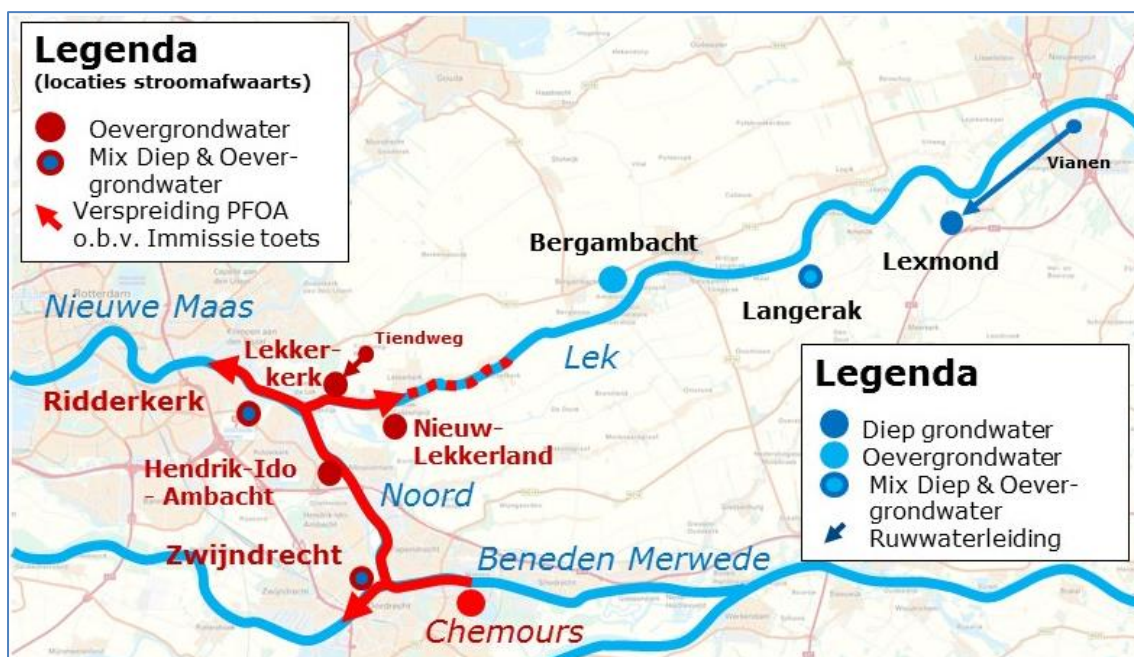 Legenda
(locaties stroomafwaarts)
Oevergrondwater
Mix Diep & Oever-
grondwater
Verspreiding PFOA
o.b.v. Immissie toets
Vianen
Bergambacht
Lexmond
Langerak
Nieuwe Maas
Tiendweg
Lekker-
kerk
Lek
Ridderkerk
Nieuw-
Lekkerland
Hendrik-Ido
- Ambacht
Noord
Zwijndrecht
Beneden Merwede
Chemours
Legenda
Diep grondwater
Oevergrondwater
Mix Diep & Oever-
grondwater
Ruwwaterleiding
Gouda
Rotterdam